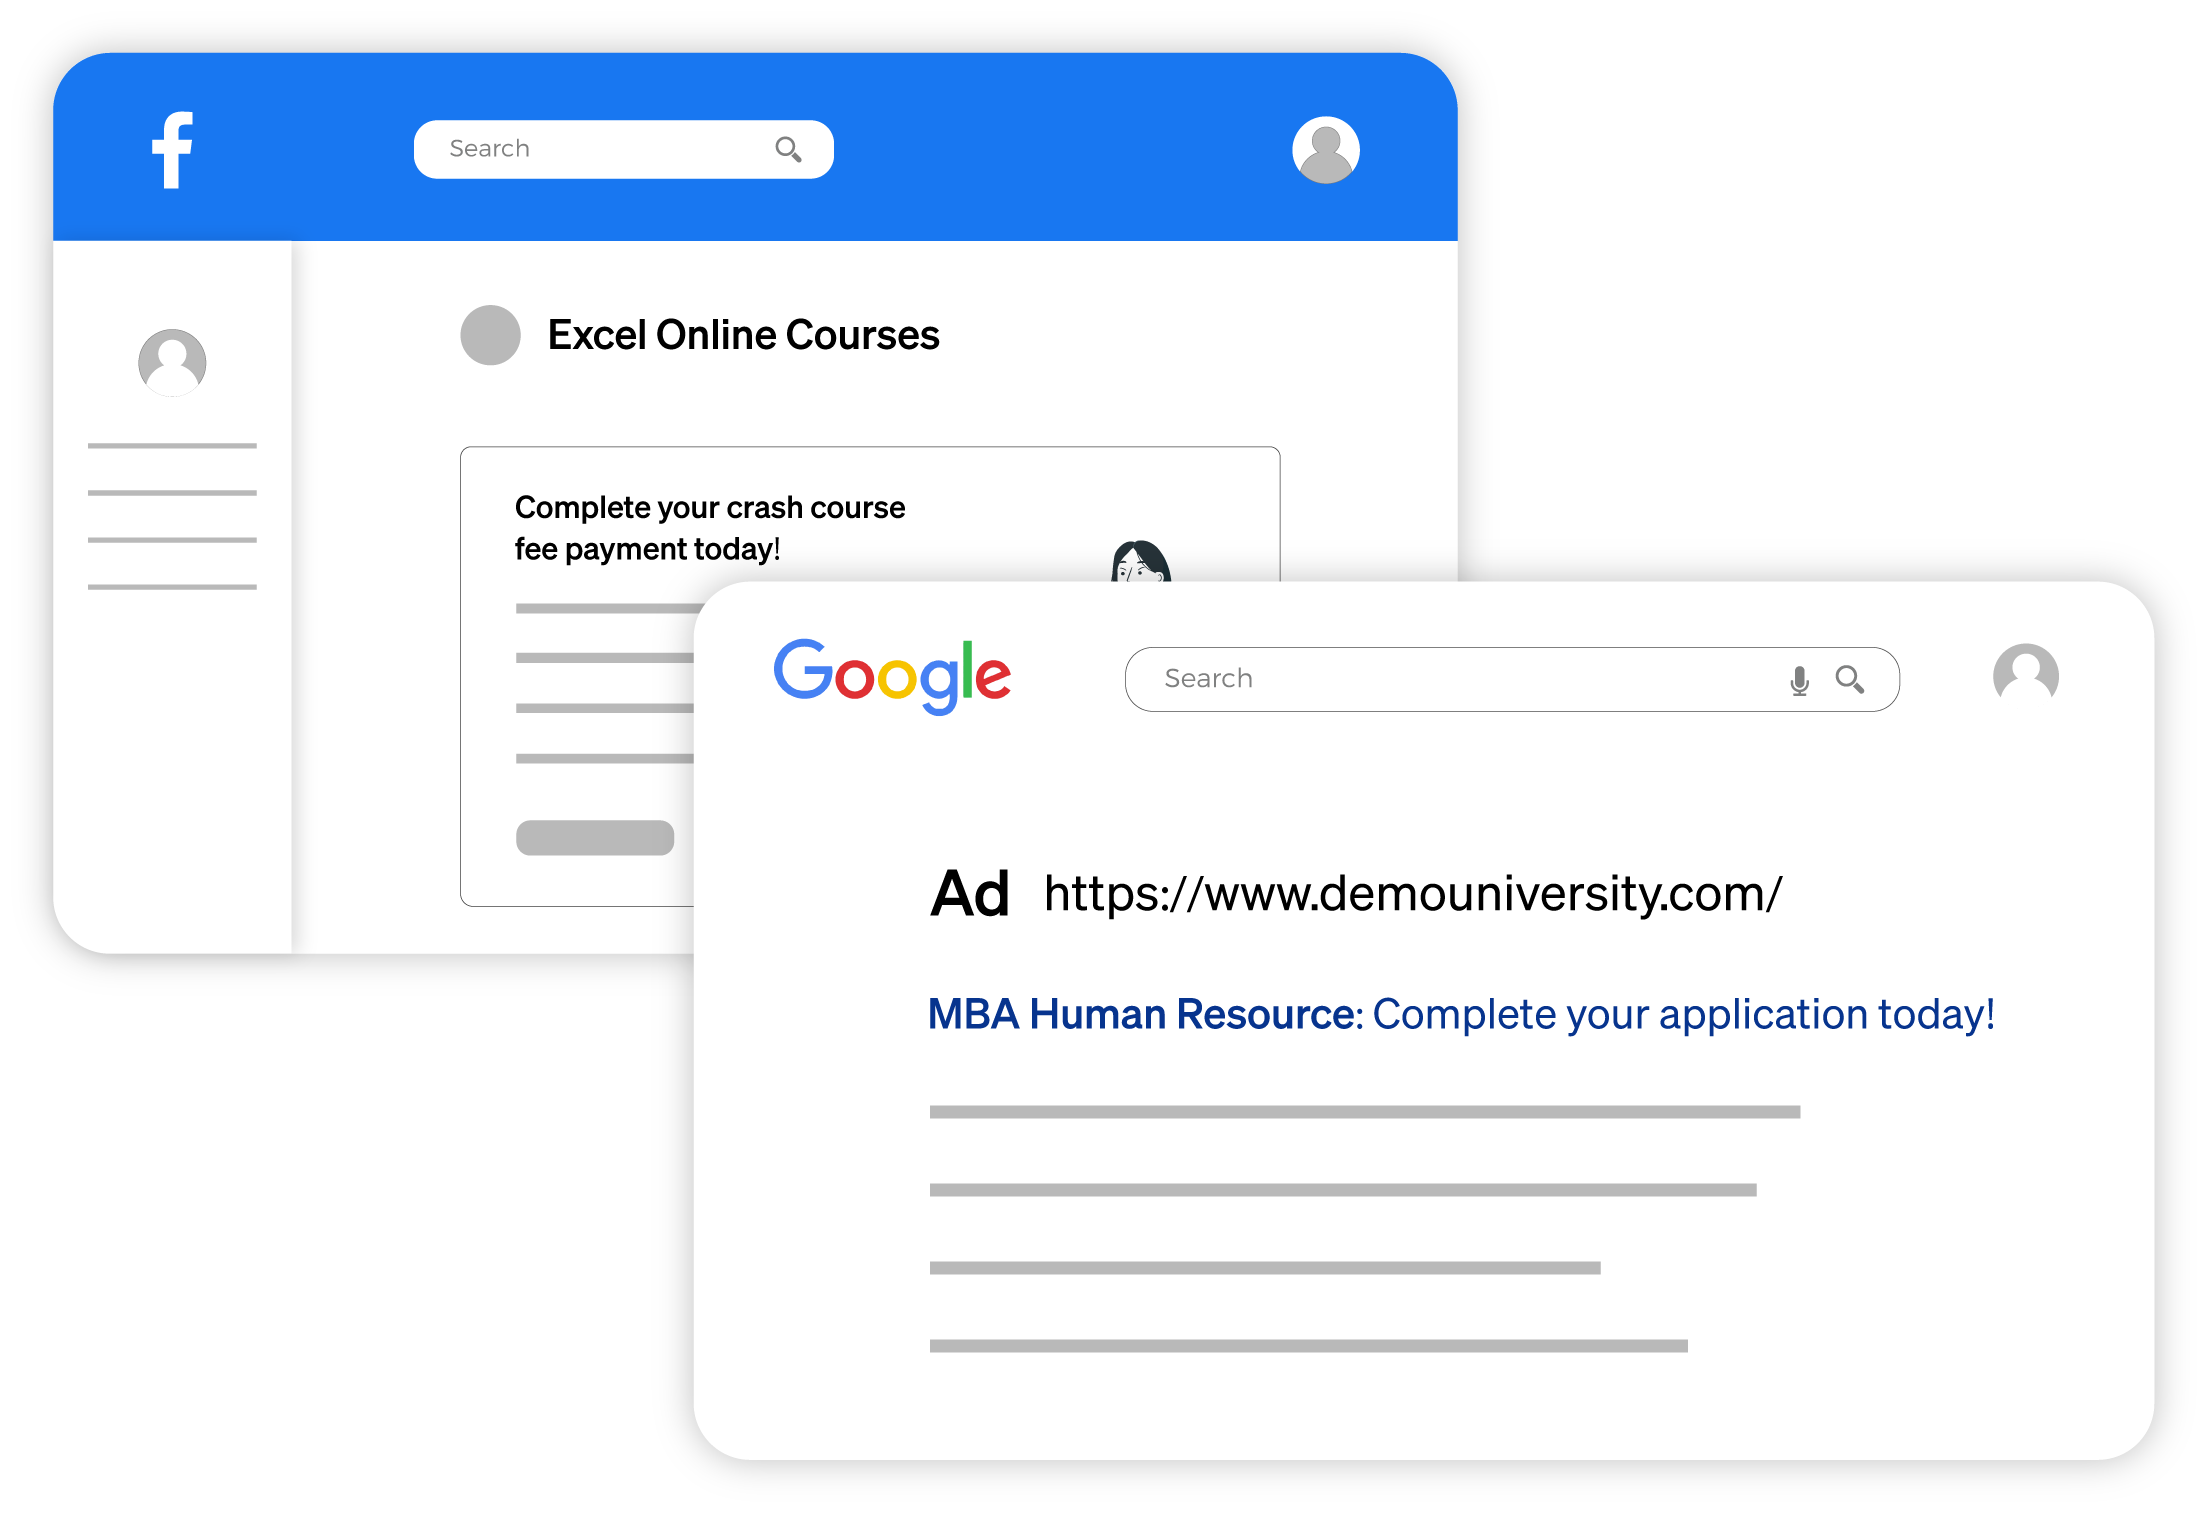 f
Search
Excel Online Courses
Complete your crash course
fee payment today!
Google
Search
Ad https://www.demouniversity.com/
MBA Human Resource: Complete your application today!